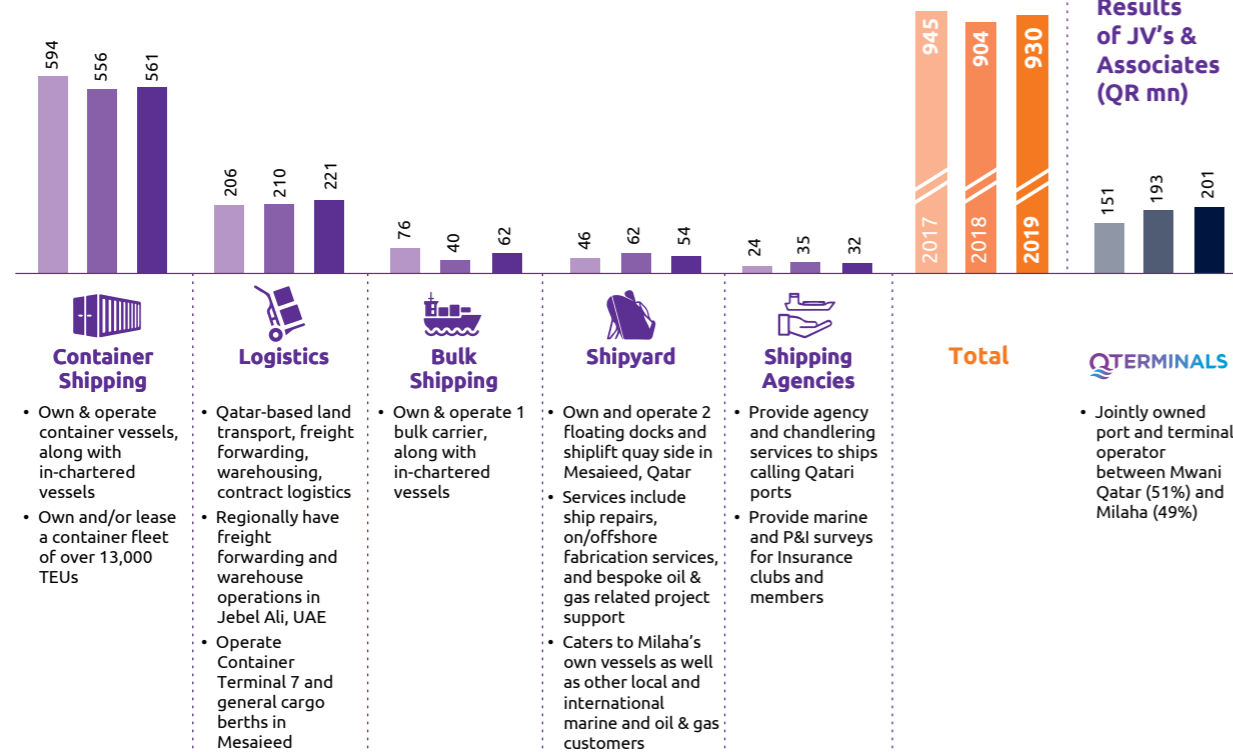 594
556
561
206
210
221
76
40
62
46
62
54
24
35
32
945
904
930
2017
2018
2019
Results
of JV's &
Associates
(QR mn)
151
193
201
Container
Shipping
• Own & operate
container vessels,
along with
in-chartered
vessels
• Own and/or lease
a container fleet
of over 13,000
TEUs
Logistics
• Qatar-based land
transport, freight
forwarding,
warehousing,
contract logistics
• Regionally have
freight
forwarding and
warehouse
operations in
Jebel Ali, UAE
• Operate
Container
Terminal 7 and
general cargo
berths in
Mesaieed
Bulk
Shipping
• Own & operate 1
bulk carrier,
along with
in-chartered
vessels
Shipyard
• Own and operate 2
floating docks and
shiplift quay side in
Mesaieed, Qatar
• Services include
ship repairs,
on/offshore
fabrication services,
and bespoke oil &
gas related project
support
• Caters to Milaha's
own vessels as well
as other local and
international
marine and oil & gas
customers
Shipping
Agencies
• Provide agency
and chandlering
services to ships
calling Qatari
ports
• Provide marine
and P&I surveys
for Insurance
clubs and
members
Total
QTERMINALS
• Jointly owned
port and terminal
operator
between Mwani
Qatar (51%) and
Milaha (49%)